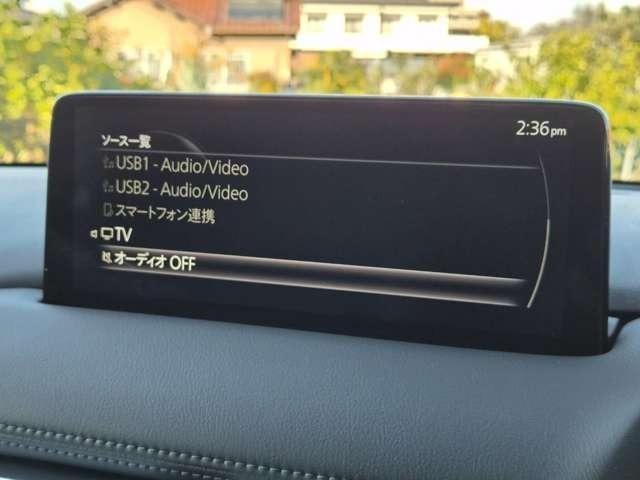 2:36pm
ソース一覧
USB1 - Audio/Video
USB2 - Audio/Video
スマートフォン連携
TV
オーディオ OFF